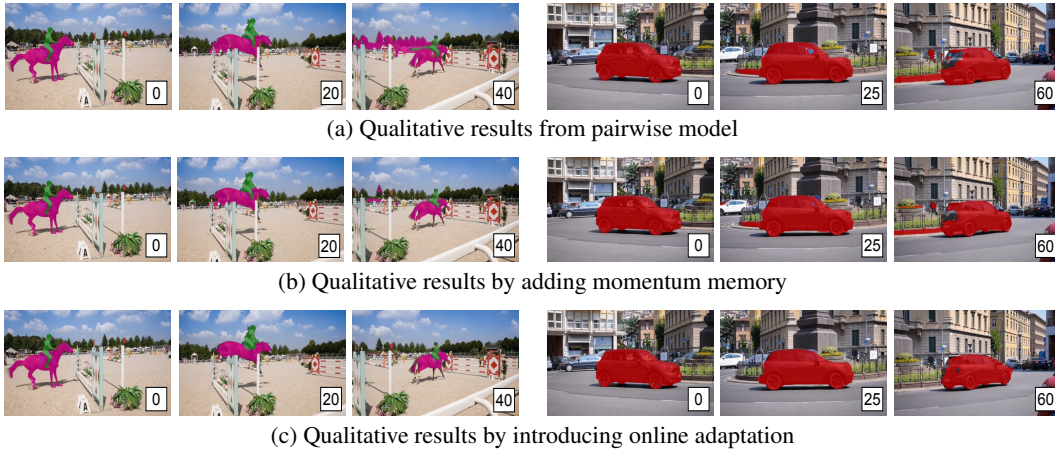 0 20 40 0 25 60
(a) Qualitative results from pairwise model
0 20 40 0 25 60
(b) Qualitative results by adding momentum memory
0 20 40 0 25 60
(c) Qualitative results by introducing online adaptation